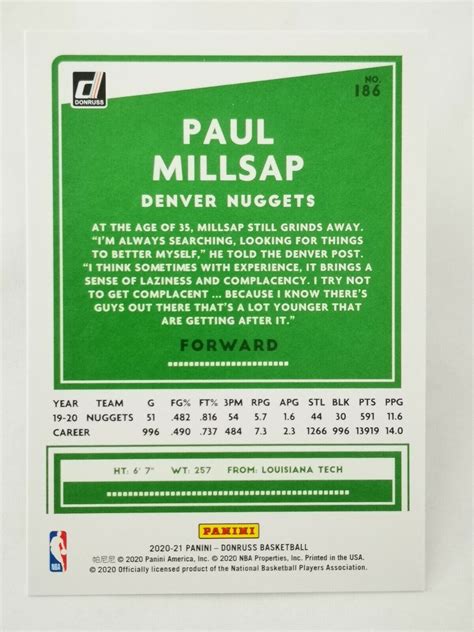 DONRUSS
NO.
186
PAUL
MILLSAP
DENVER NUGGETS
AT THE AGE OF 35, MILLSAP STILL GRINDS AWAY.
“I’M ALWAYS SEARCHING, LOOKING FOR THINGS
TO BETTER MYSELF,” HE TOLD THE DENVER POST.
“I THINK SOMETIMES WITH EXPERIENCE, IT BRINGS A
SENSE OF LAZINESS AND COMPLACENCY. I TRY NOT
TO GET COMPLACENT ... BECAUSE I KNOW THERE’S
GUYS OUT THERE THAT’S A LOT YOUNGER THAT
ARE GETTING AFTER IT.”
FORWARD
YEAR TEAM G FG% FT% 3PM RPG APG STL BLK PTS PPG
19-20 NUGGETS 51 .482 .816 54 5.7 1.6 44 30 591 11.6
CAREER 996 .490 .737 484 7.3 2.3 1266 996 13919 14.0
HT: 6' 7" WT: 257 FROM: LOUISIANA TECH
NBA
PANINI
2020-21 PANINI – DONRUSS BASKETBALL
帕尼尼 © 2020 Panini America, Inc. © 2020 NBA Properties, Inc. Printed in the USA.
© 2020 Officially licensed product of the National Basketball Players Association.